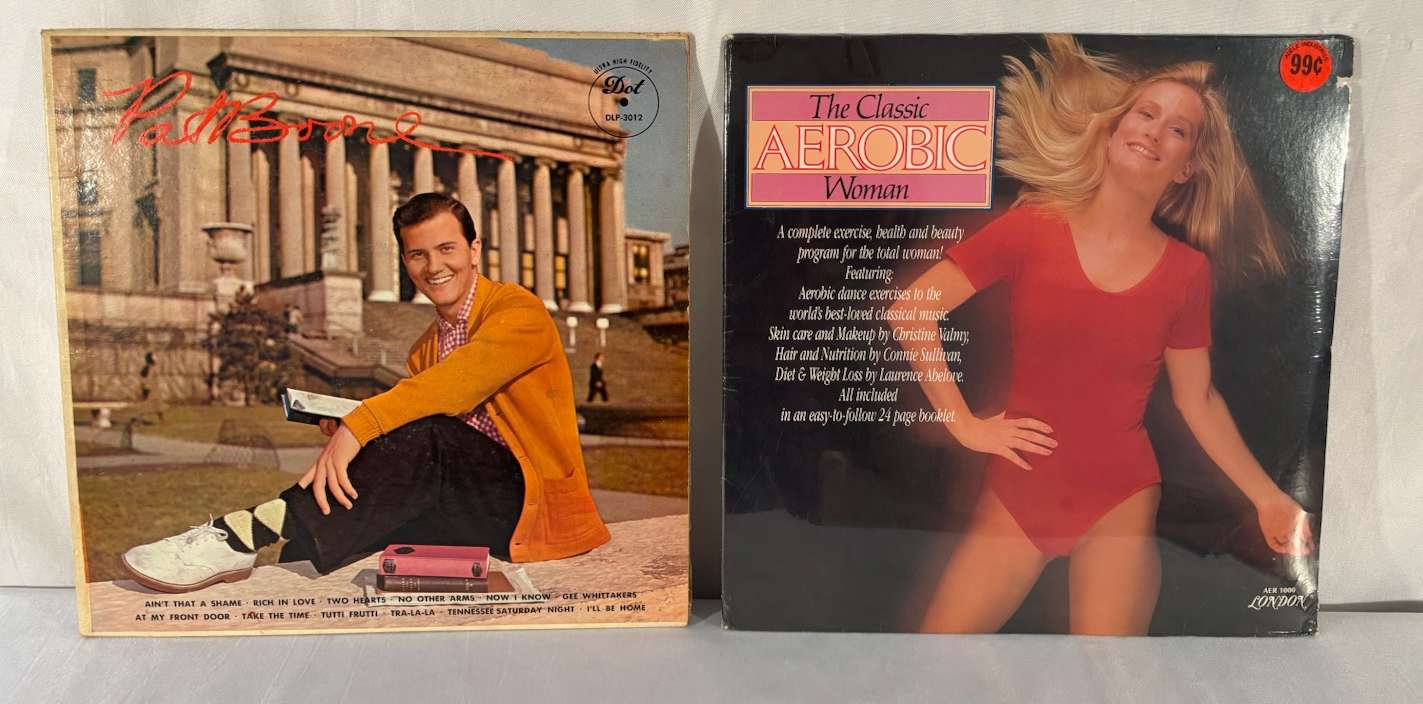 Pat Boone
ULTRA HIGH FIDELITY
Dot
DLP-3012
AIN'T THAT A SHAME · RICH IN LOVE · TWO HEARTS · NO OTHER ARMS · NOW I KNOW · GEE WHITTAKERS
AT MY FRONT DOOR · TAKE THE TIME · TUTTI FRUTTI · TRA-LA-LA · TENNESSEE SATURDAY NIGHT · I'LL BE HOME
The Classic
AEROBIC
Woman
A complete exercise, health and beauty
program for the total woman!
Featuring:
Aerobic dance exercises to the
world's best-loved classical music.
Skin care and Makeup by Christine Valmy,
Hair and Nutrition by Connie Sullivan,
Diet & Weight Loss by Laurence Abelove.
All included
in an easy-to-follow 24 page booklet.
99¢
AER 1000
LONDON